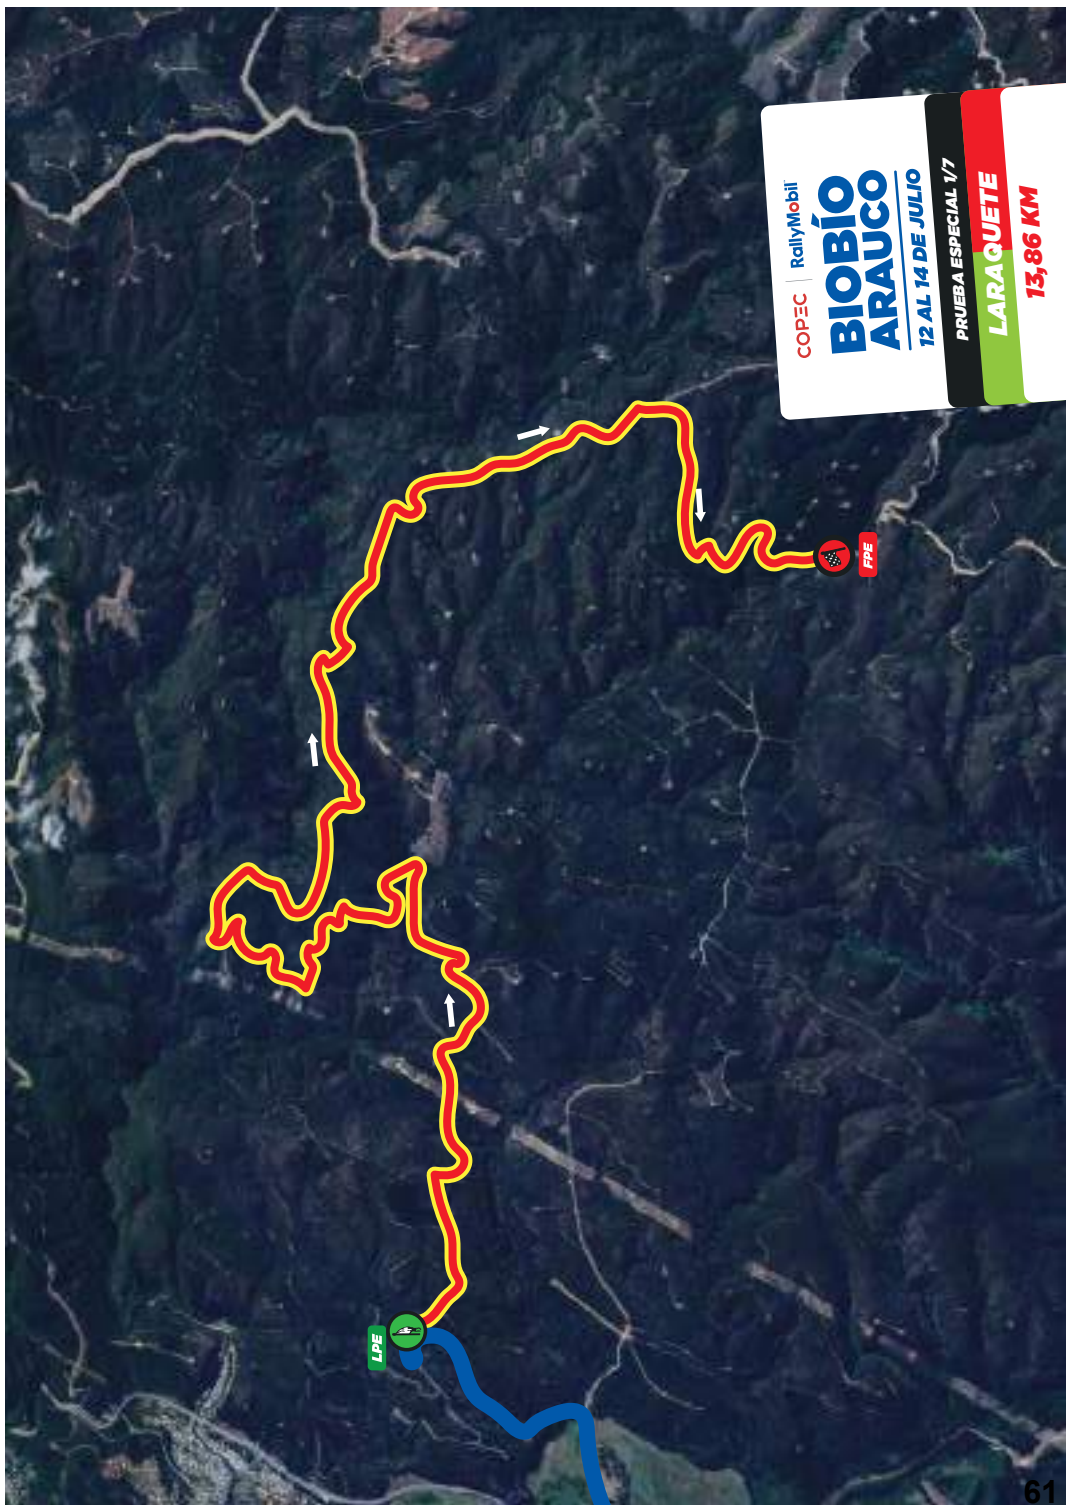 COPEC | RallyMobil
BIOBÍO
ARAUCO
12 AL 14 DE JULIO
PRUEBA ESPECIAL 1/7
LARAQUETE
13,86 KM
FPE
LPE
61